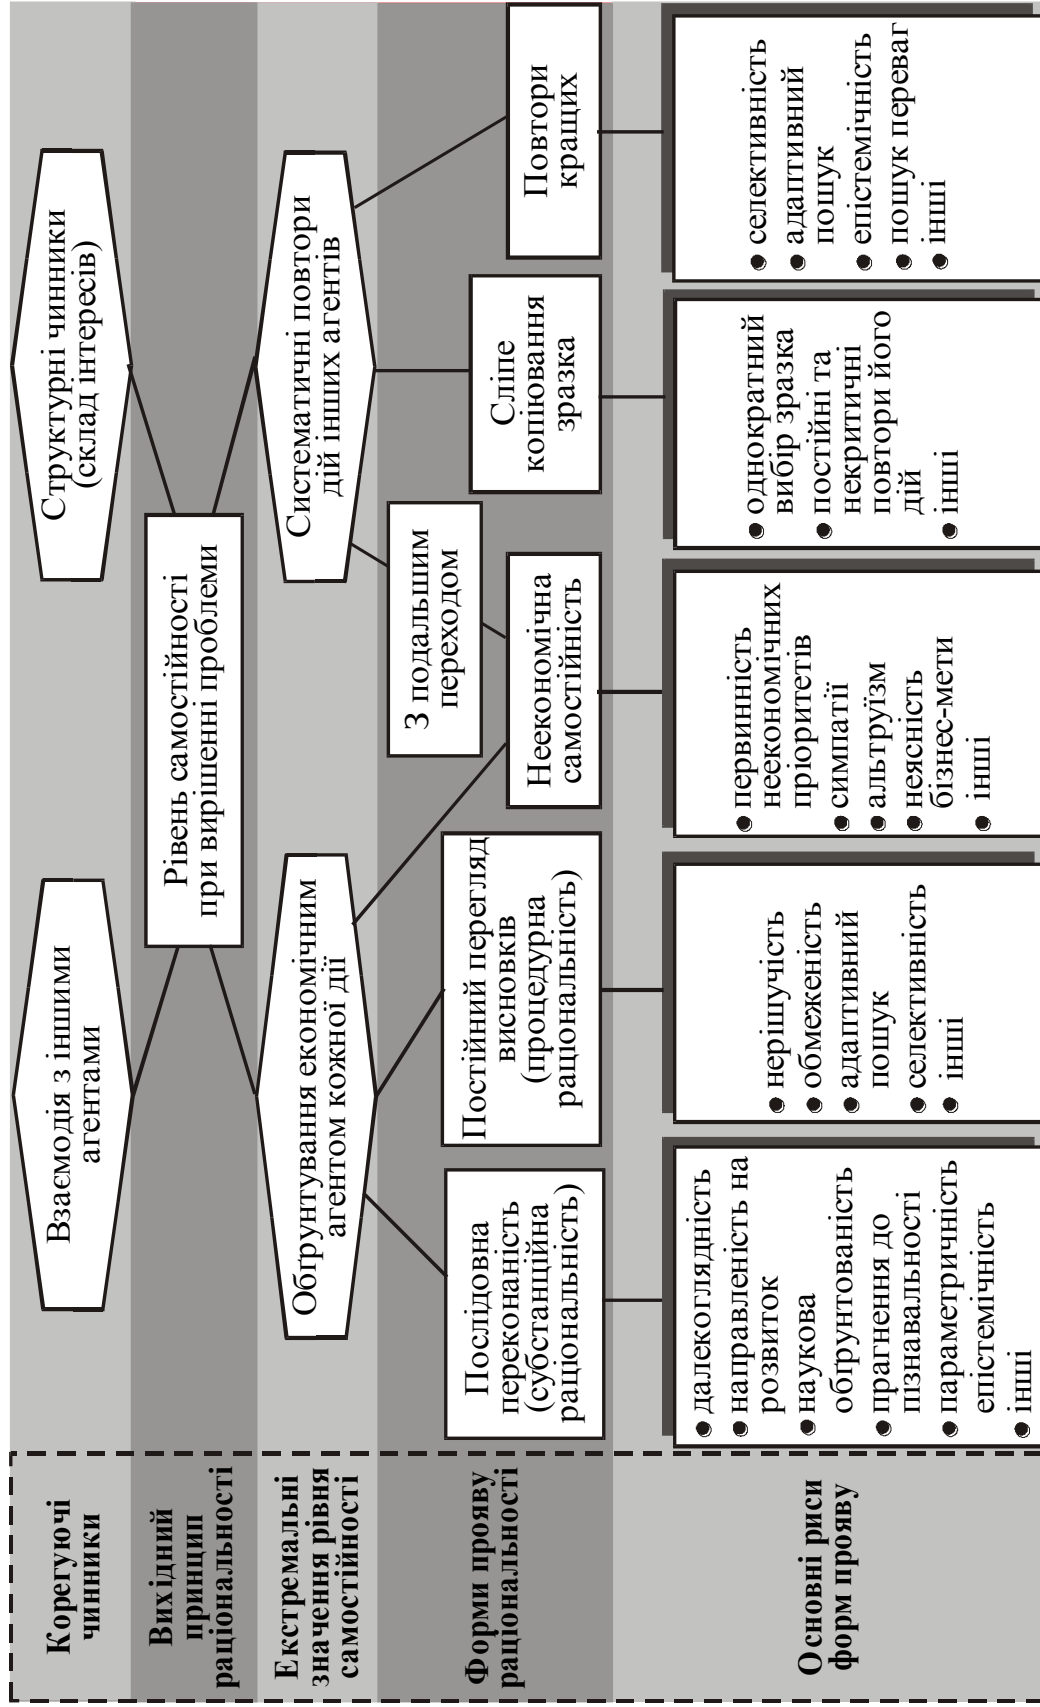 Корегуючі
чинники
Взаємодія з іншими
агентами
Структурні чинники
(склад інтересів)
Вихідний
принцип
раціональності
Рівень самостійності
при вирішенні проблеми
Екстремальні
значення рівня
самостійності
Обґрунтування економічним
агентом кожної дії
Систематичні повтори
дій інших агентів
Форми прояву
раціональності
Послідовна
переконаність
(субстанційна
раціональність)
Постійний перегляд
висновків
(процедурна
раціональність)
З подальшим
переходом
Неекономічна
самостійність
Сліпе
копіювання
зразка
Повтори
кращих
Основні риси
форм прояву
● далекоглядність
● направленість на
розвиток
● наукова
обґрунтованість
● прагнення до
пізнавальності
● параметричність
епістемічність
● інші
● нерішучість
● обмеженість
● адаптивний
пошук
● селективність
● інші
● первинність
неекономічних
пріоритетів
● симпатії
● альтруїзм
● неясність
бізнес-мети
● інші
● однократний
вибір зразка
● постійні та
некритичні
повтори його
дій
● інші
● селективність
● адаптивний
пошук
● епістемічність
● пошук переваг
● інші